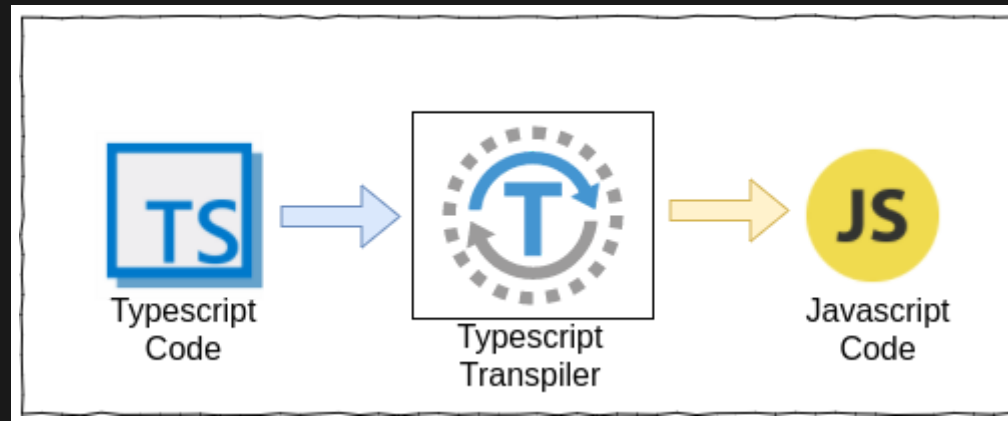 TS
Typescript
Code
T
Typescript
Transpiler
JS
Javascript
Code